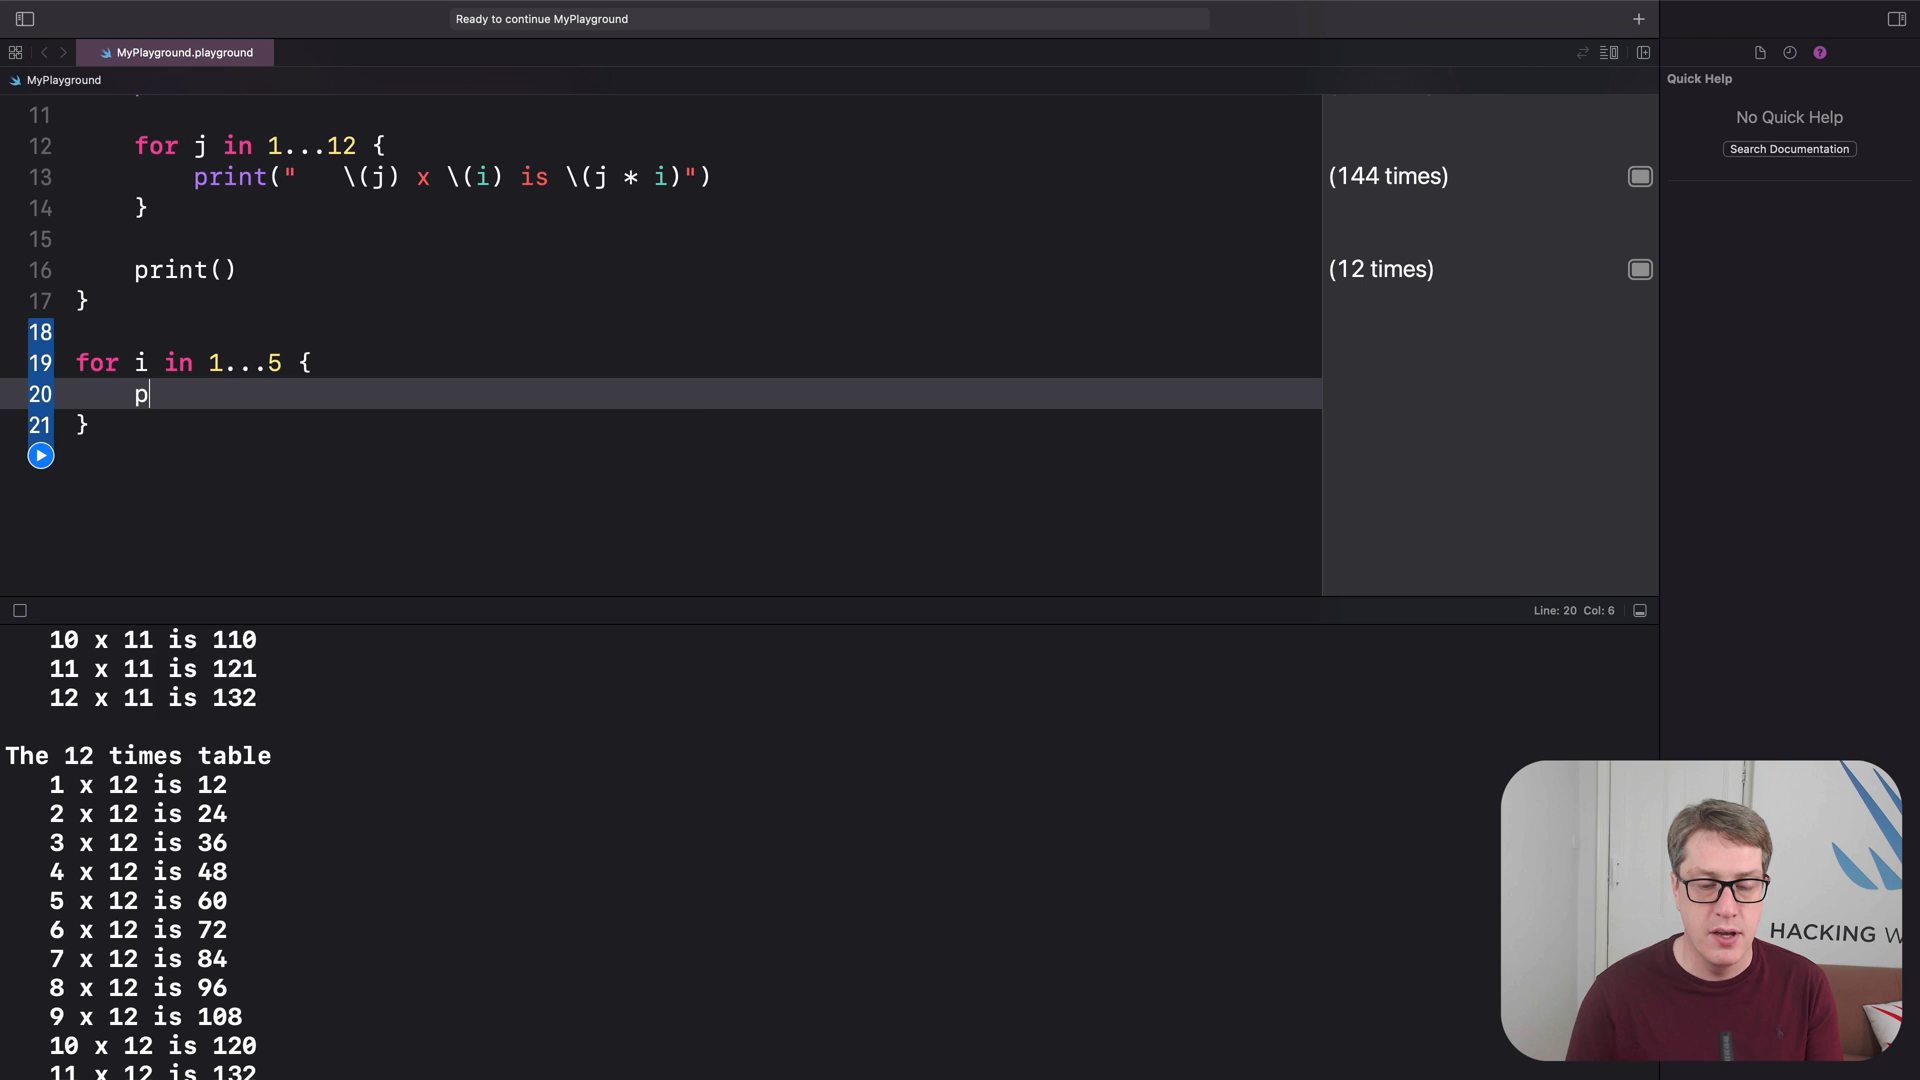 Ready to continue MyPlayground
MyPlayground.playground
MyPlayground
Quick Help
No Quick Help
Search Documentation
11
12 for j in 1...12 {
13 print("   \(j) x \(i) is \(j * i)")
(144 times)
14 }
15
16 print()
(12 times)
17 }
18
19 for i in 1...5 {
20 p
21 }
Line: 20 Col: 6
10 x 11 is 110
11 x 11 is 121
12 x 11 is 132
The 12 times table
1 x 12 is 12
2 x 12 is 24
3 x 12 is 36
4 x 12 is 48
5 x 12 is 60
6 x 12 is 72
7 x 12 is 84
8 x 12 is 96
9 x 12 is 108
10 x 12 is 120
11 x 12 is 132
HACKING W